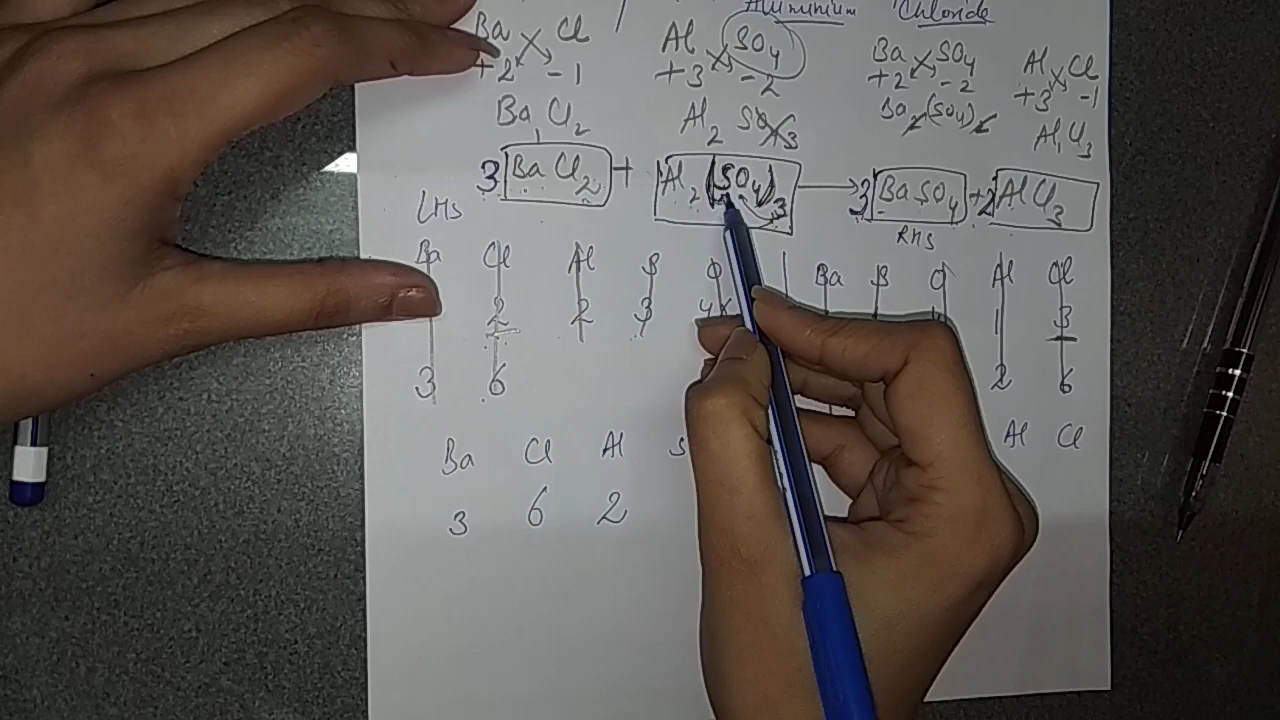 Aluminium Chloride
Ba Cl Al SO4 Ba SO4 Al Cl
+2 -1 +3 -2 +2 -2 +3 -1
Ba Cl2 Al2 SO4 3 Ba2(SO4)2 Al1Cl3
3 BaCl2 + Al2(SO4)3 → 3 BaSO4 + 2 AlCl3
LHS RHS
Ba Cl Al S O Ba S O Al Cl
2 2 3 1 3
3 6 2 6
Ba Cl Al S Al Cl
3 6 2